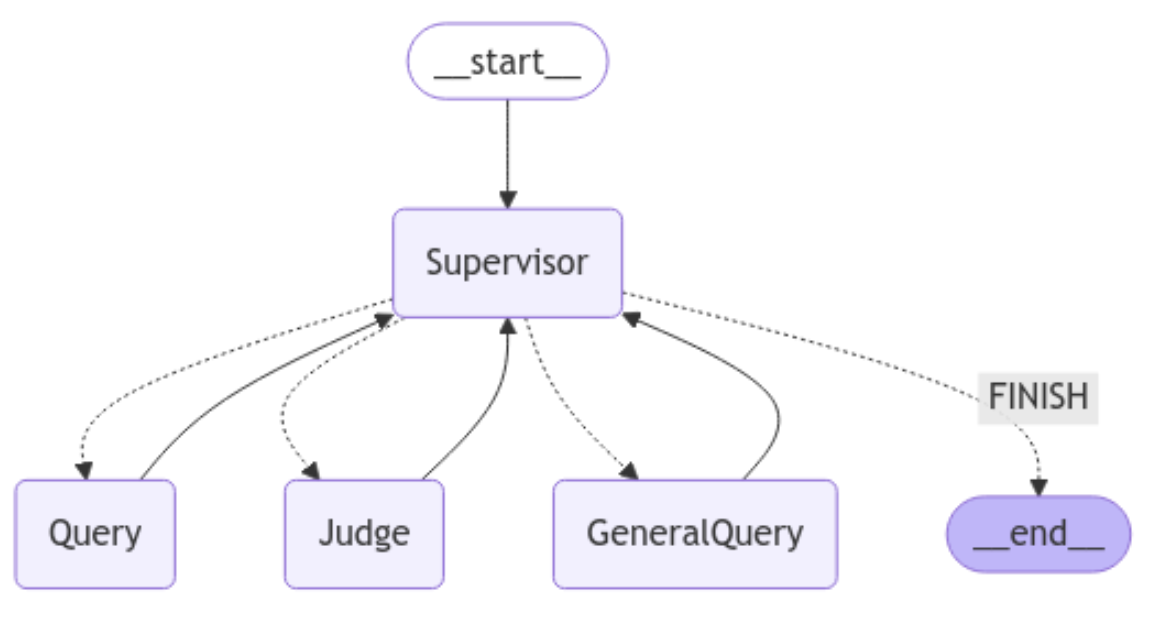 __start__
Supervisor
FINISH
Query
Judge
GeneralQuery
__end__